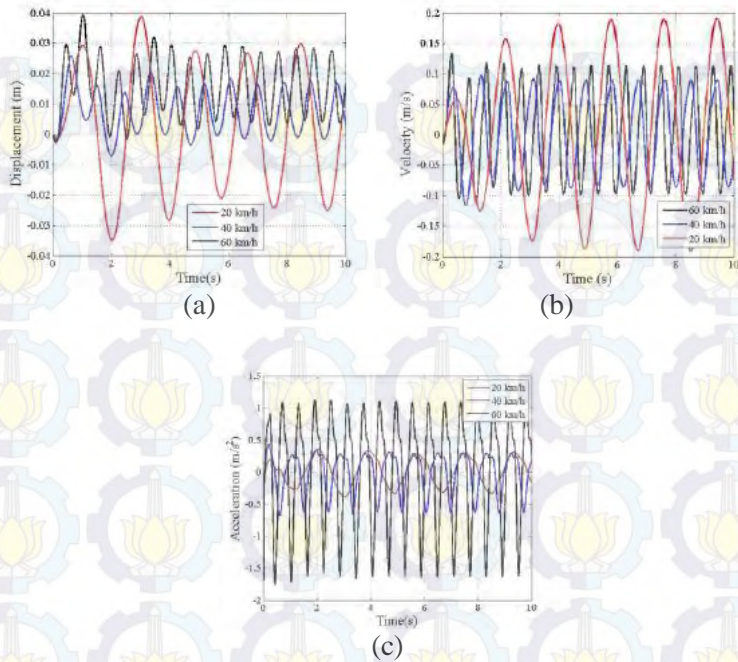 0.04
0.03
0.02
0.01
0
-0.01
-0.02
-0.03
-0.04
Displacement (m)
20 km/h
40 km/h
60 km/h
0 2 4 6 8 10
Time(s)
(a)
0.2
0.15
0.1
0.05
0
-0.05
-0.1
-0.15
-0.2
Velocity (m/s)
60 km/h
40 km/h
20 km/h
0 2 4 6 8 10
Time (s)
(b)
1.5
1
0.5
0
-0.5
-1
-1.5
-2
Acceleration (m/s²)
20 km/h
40 km/h
60 km/h
0 2 4 6 8 10
Time(s)
(c)